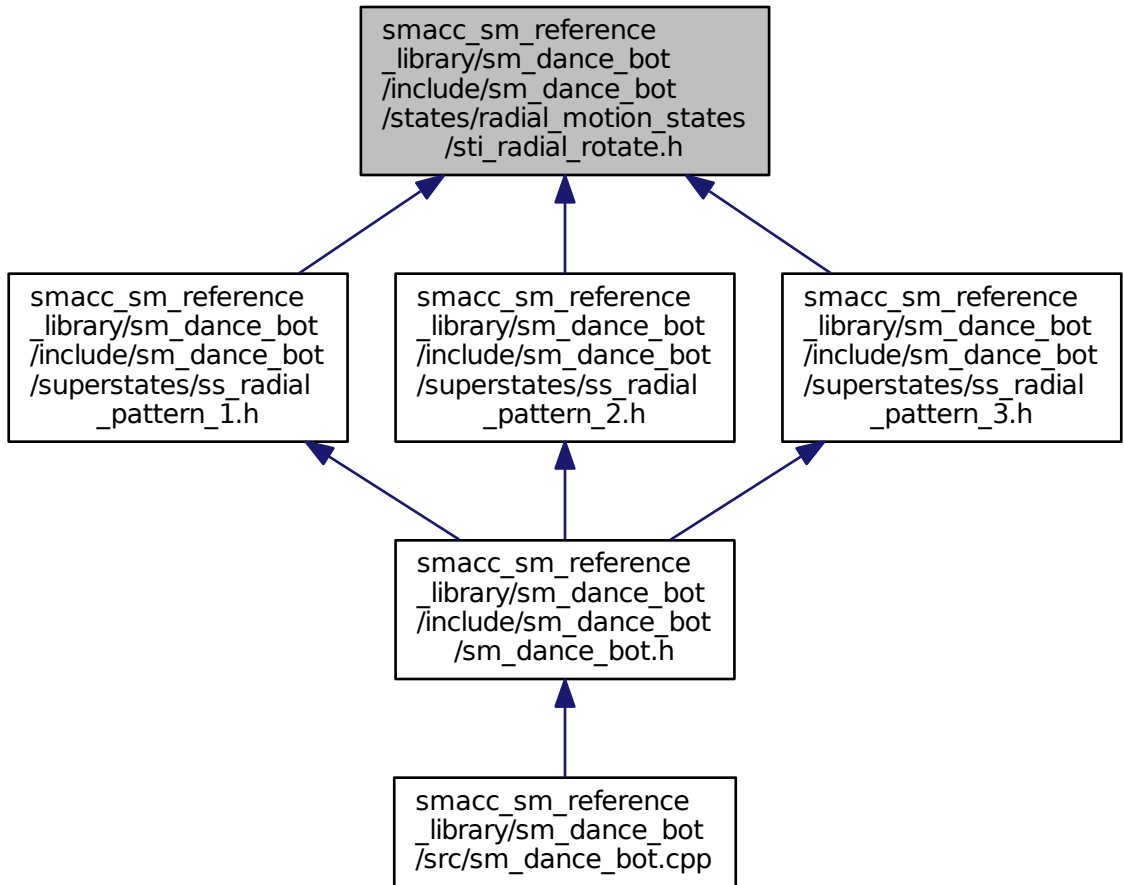 smacc_sm_reference
_library/sm_dance_bot
/include/sm_dance_bot
/states/radial_motion_states
/sti_radial_rotate.h
smacc_sm_reference
_library/sm_dance_bot
/include/sm_dance_bot
/superstates/ss_radial
_pattern_1.h
smacc_sm_reference
_library/sm_dance_bot
/include/sm_dance_bot
/superstates/ss_radial
_pattern_2.h
smacc_sm_reference
_library/sm_dance_bot
/include/sm_dance_bot
/superstates/ss_radial
_pattern_3.h
smacc_sm_reference
_library/sm_dance_bot
/include/sm_dance_bot
/sm_dance_bot.h
smacc_sm_reference
_library/sm_dance_bot
/src/sm_dance_bot.cpp